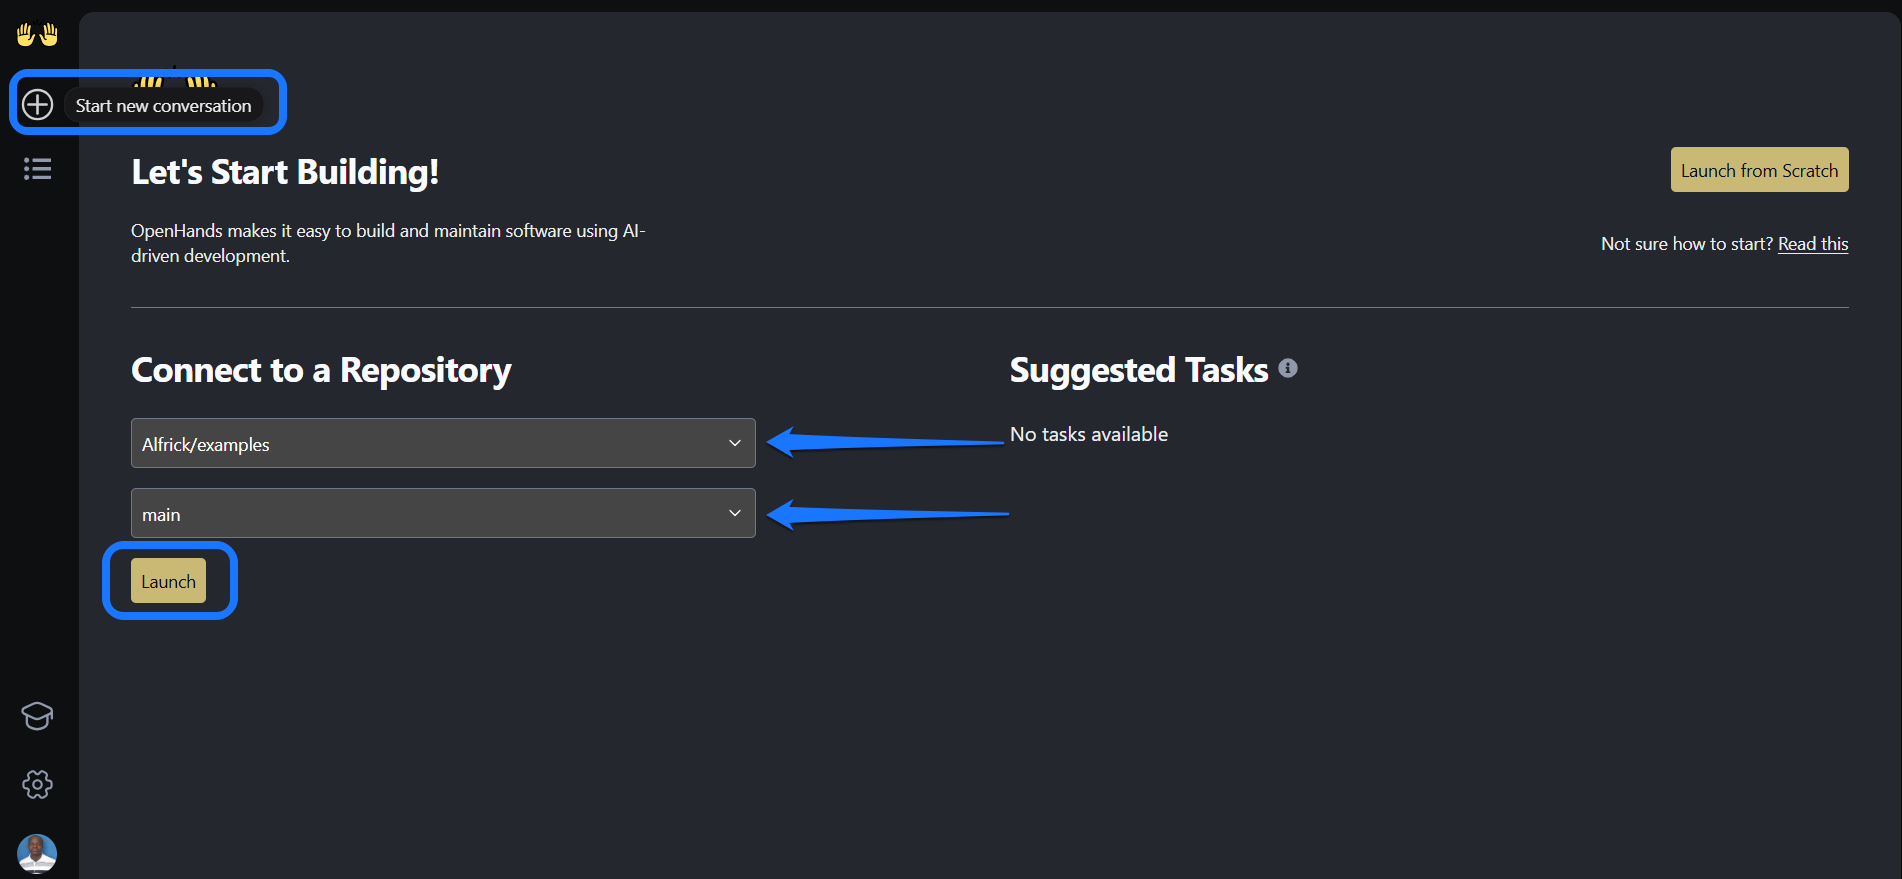 Start new conversation
Let's Start Building!
Launch from Scratch
OpenHands makes it easy to build and maintain software using AI-
driven development.
Not sure how to start? Read this
Connect to a Repository
Alfrick/examples
main
Launch
Suggested Tasks
No tasks available